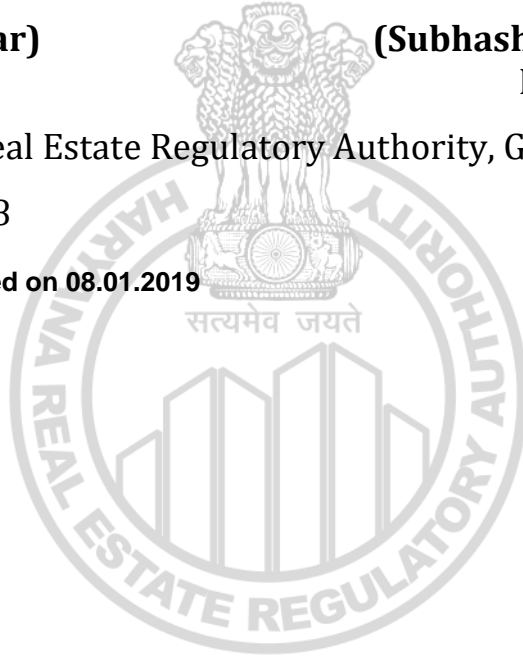 ar) (Subhash
eal Estate Regulatory Authority, G
3
ed on 08.01.2019
सत्यमेव जयते
HARYANA REAL ESTATE REGULATORY AUTHORITY